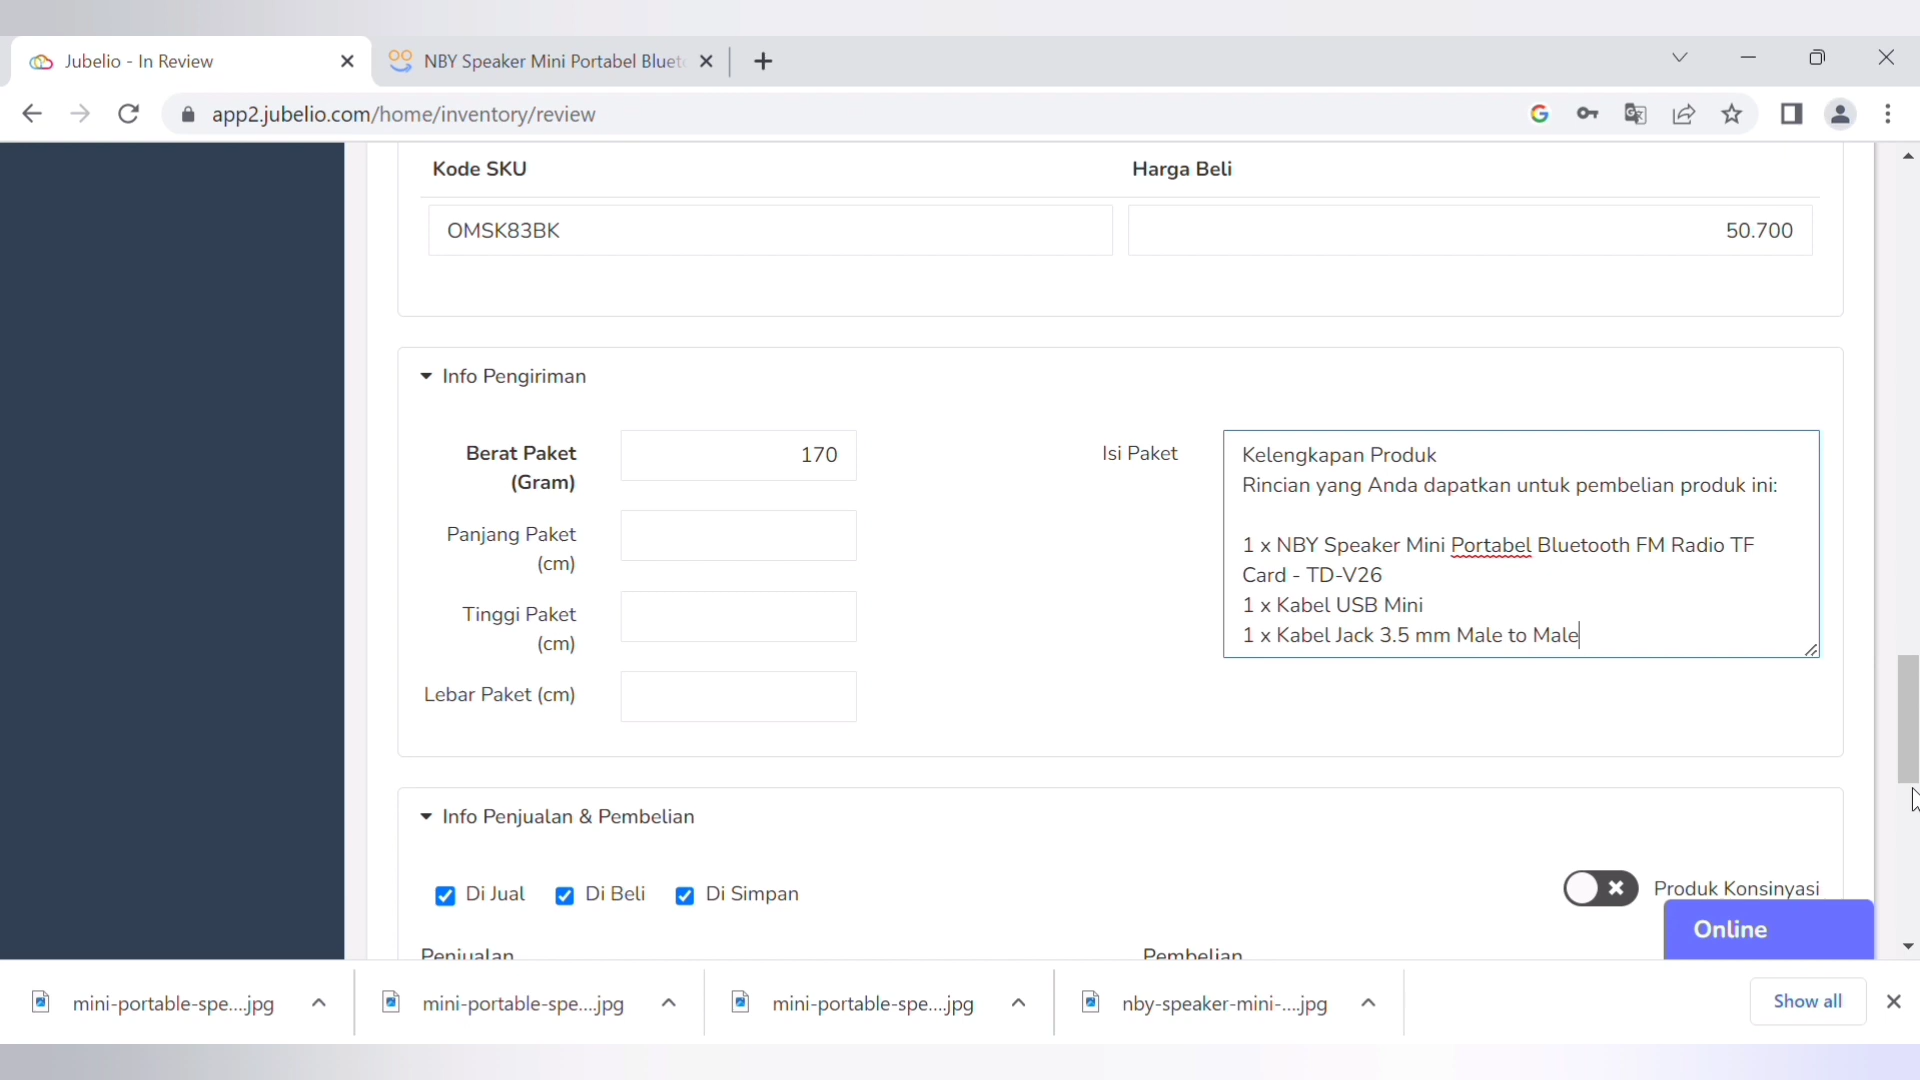 Jubelio - In Review
NBY Speaker Mini Portabel Bluet
app2.jubelio.com/home/inventory/review
Kode SKU
Harga Beli
OMSK83BK
50.700
Info Pengiriman
Berat Paket
(Gram)
170
Panjang Paket
(cm)
Tinggi Paket
(cm)
Lebar Paket (cm)
Isi Paket
Kelengkapan Produk
Rincian yang Anda dapatkan untuk pembelian produk ini:
1 x NBY Speaker Mini Portabel Bluetooth FM Radio TF
Card - TD-V26
1 x Kabel USB Mini
1 x Kabel Jack 3.5 mm Male to Male
Info Penjualan & Pembelian
Di Jual
Di Beli
Di Simpan
Produk Konsinyasi
Online
Penjualan
Pembelian
mini-portable-spe....jpg
mini-portable-spe....jpg
mini-portable-spe....jpg
nby-speaker-mini-....jpg
Show all